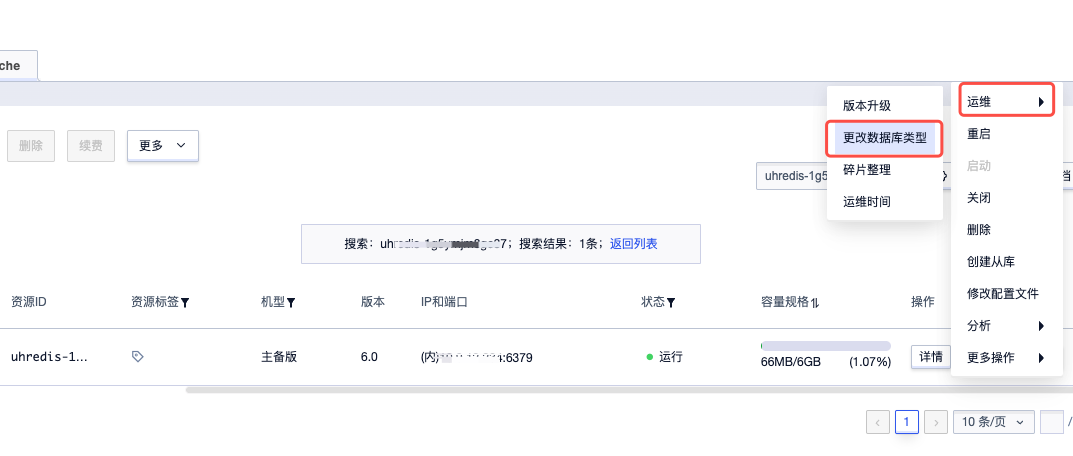 che
删除 续费 更多
版本升级
更改数据库类型
碎片整理
运维时间
运维
重启
启动
关闭
删除
创建从库
修改配置文件
分析
更多操作
uhredis-1g5
档
搜索：搜索结果：1条；返回列表
资源ID 资源标签 机型 版本 IP和端口 状态 容量规格 操作
uhredis-1... 主备版 6.0 (内):6379 运行 66MB/6GB (1.07%) 详情
‹ 1 › 10 条/页 /